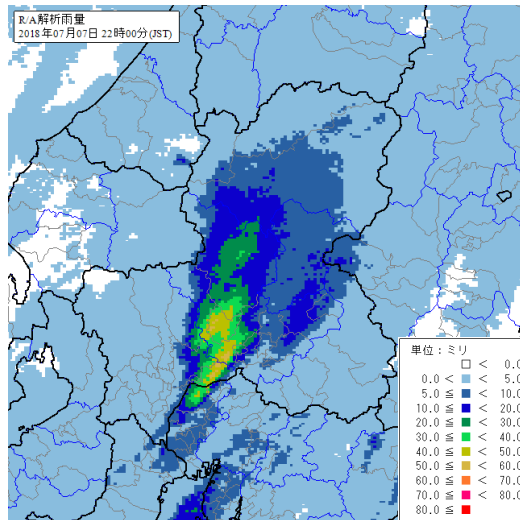 R/A解析雨量
2018年07月07日 22時00分(JST)
単位：ミリ
< 0.0
0.0 < < 5.0
5.0 ≦ < 10.0
10.0 ≦ < 20.0
20.0 ≦ < 30.0
30.0 ≦ < 40.0
40.0 ≦ < 50.0
50.0 ≦ < 60.0
60.0 ≦ < 70.0
70.0 ≦ < 80.0
80.0 ≦